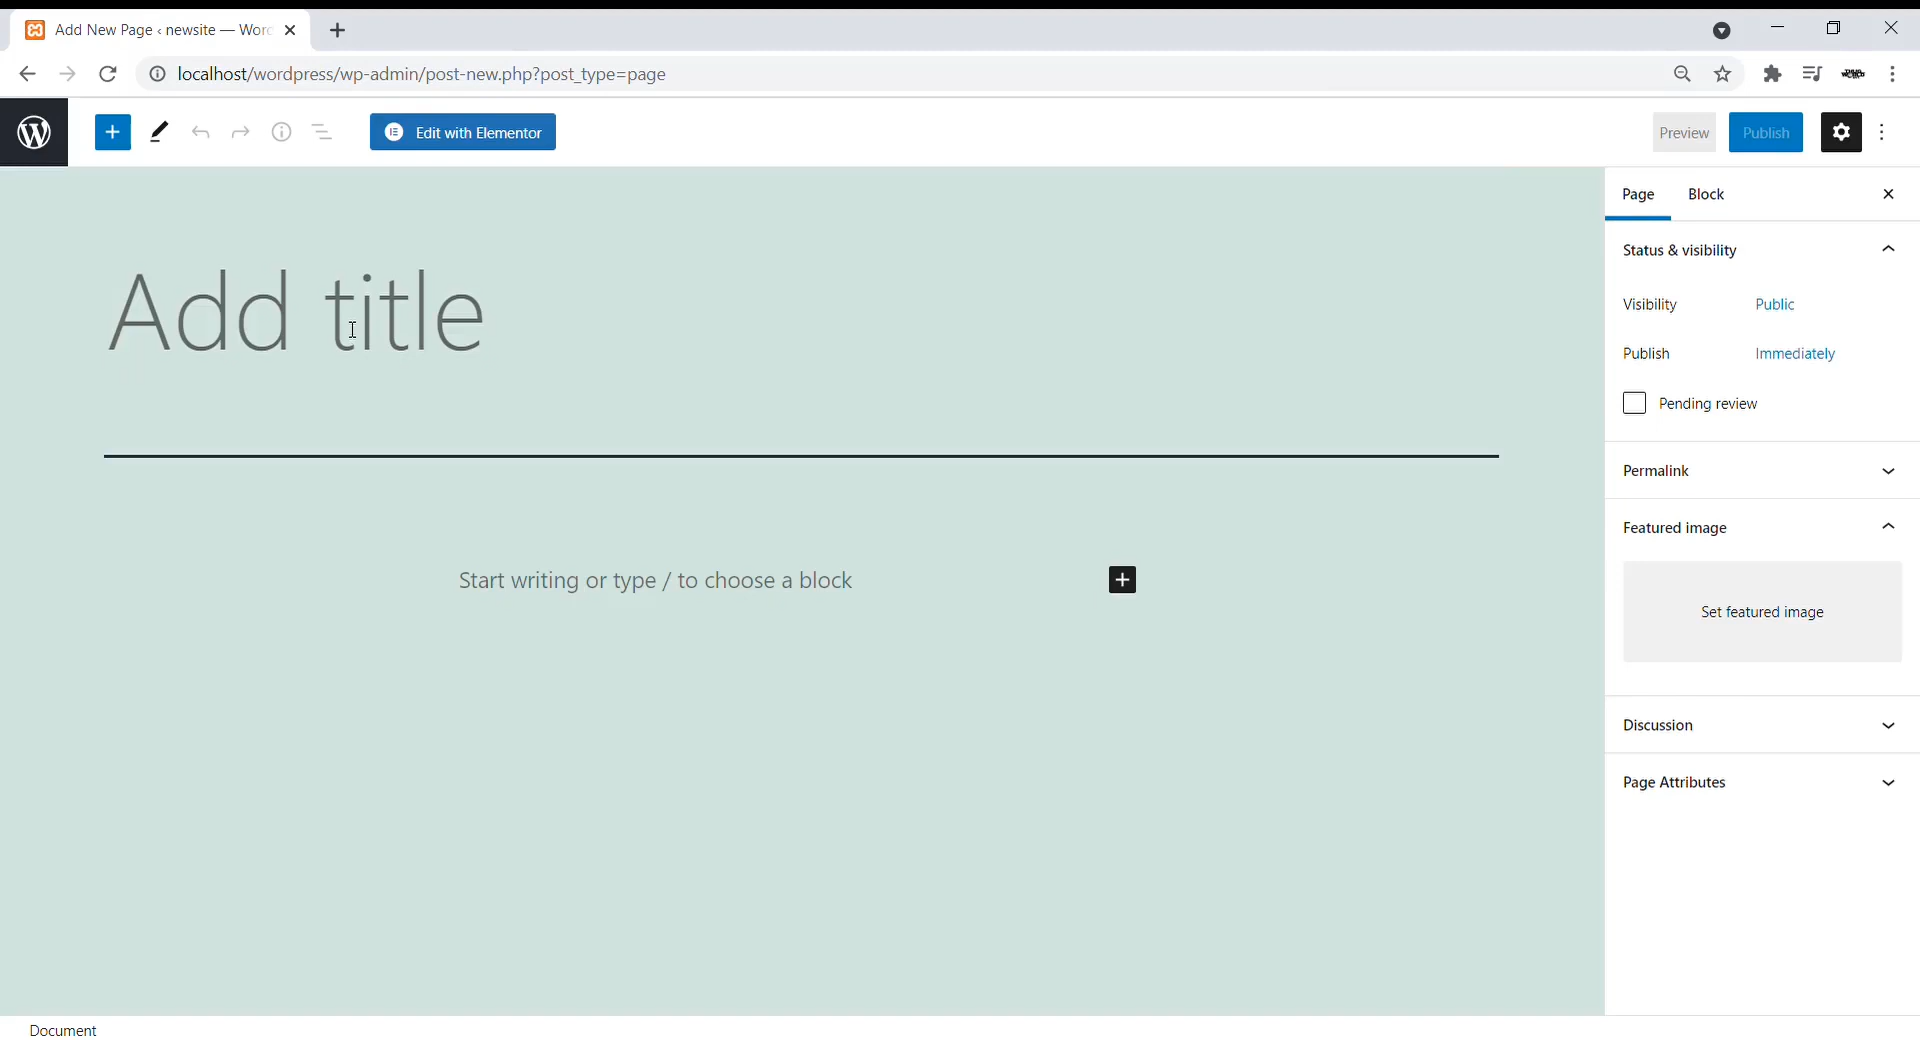 Add New Page ‹ newsite — Word
localhost/wordpress/wp-admin/post-new.php?post_type=page
Edit with Elementor
Preview
Publish
Page
Block
Status & visibility
Visibility
Public
Publish
Immediately
Pending review
Permalink
Featured image
Set featured image
Discussion
Page Attributes
Add title
Start writing or type / to choose a block
Document